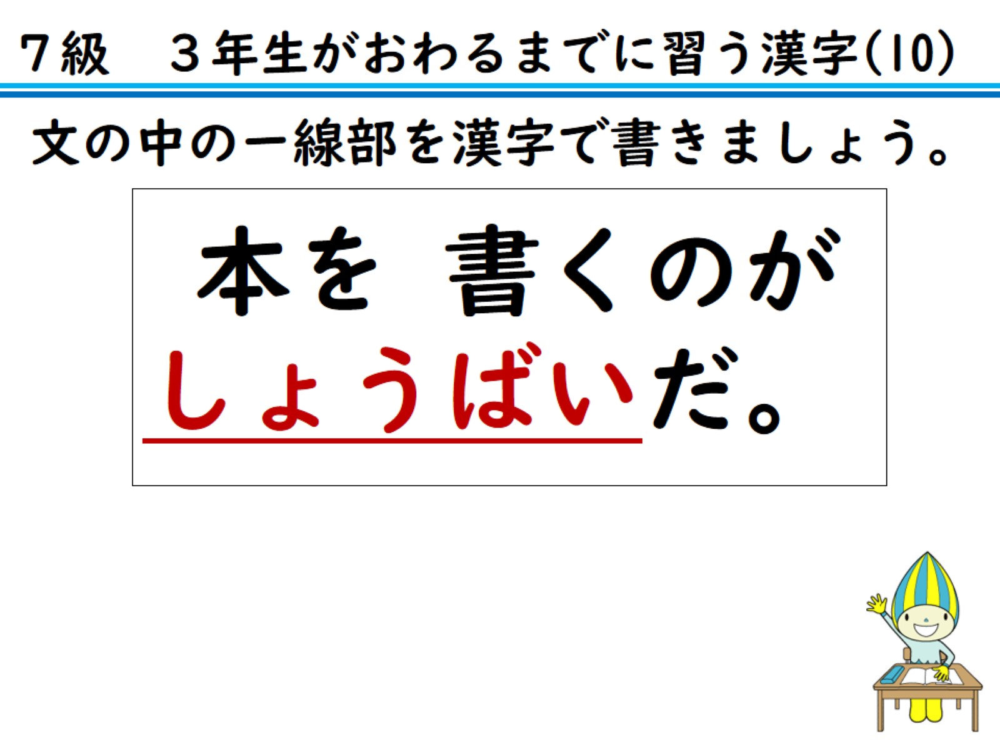 ７級　３年生がおわるまでに習う漢字(10)
文の中の一線部を漢字で書きましょう。
本を 書くのが
しょうばいだ。